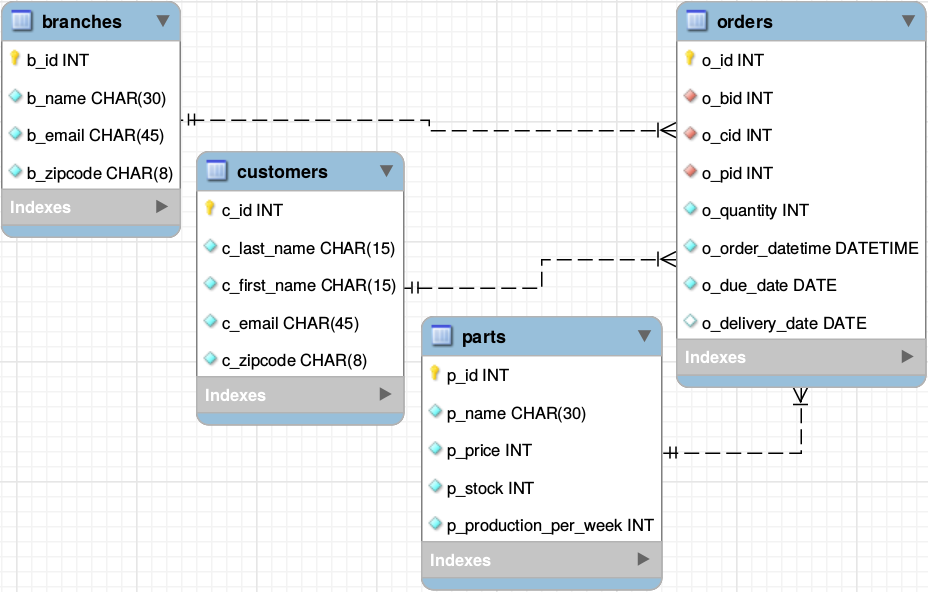 branches
b_id INT
b_name CHAR(30)
b_email CHAR(45)
b_zipcode CHAR(8)
Indexes
customers
c_id INT
c_last_name CHAR(15)
c_first_name CHAR(15)
c_email CHAR(45)
c_zipcode CHAR(8)
Indexes
parts
p_id INT
p_name CHAR(30)
p_price INT
p_stock INT
p_production_per_week INT
Indexes
orders
o_id INT
o_bid INT
o_cid INT
o_pid INT
o_quantity INT
o_order_datetime DATETIME
o_due_date DATE
o_delivery_date DATE
Indexes